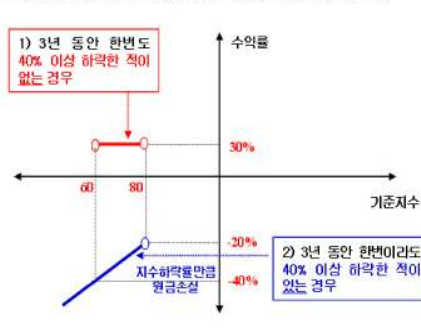 1) 3년 동안 한번도
40% 이상 하락한 적이
없는 경우
수익률
30%
60
80
기준지수
-20%
지수하락률만큼
원금손실
-40%
2) 3년 동안 한번이라도
40% 이상 하락한 적이
있는 경우